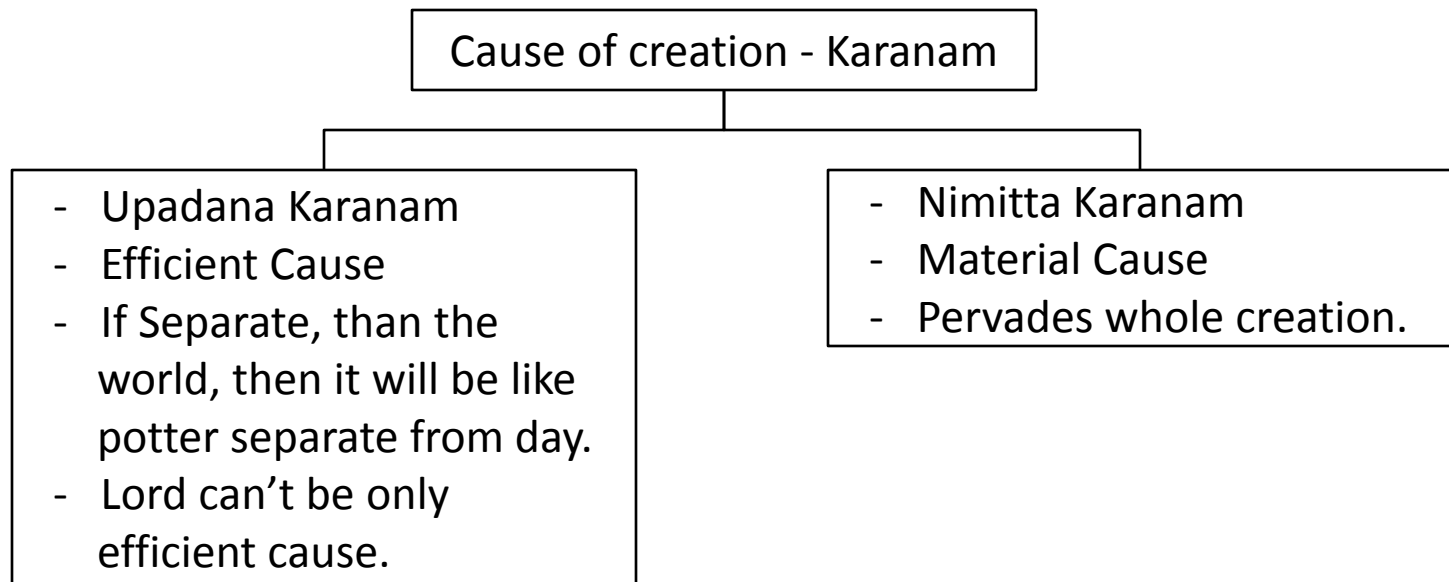 Cause of creation - Karanam
- Upadana Karanam
- Efficient Cause
- If Separate, than the
world, then it will be like
potter separate from day.
- Lord can’t be only
efficient cause.
- Nimitta Karanam
- Material Cause
- Pervades whole creation.